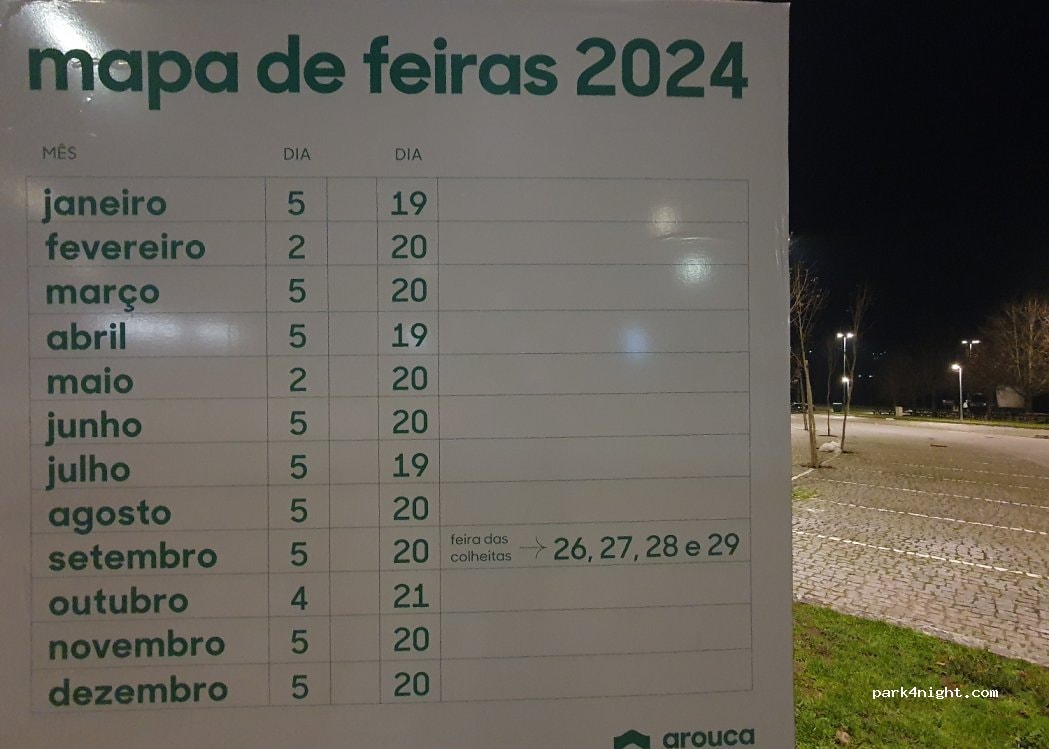 mapa de feiras 2024
MÊS DIA DIA
janeiro 5 19
fevereiro 2 20
março 5 20
abril 5 19
maio 2 20
junho 5 20
julho 5 19
agosto 5 20
setembro 5 20 feira das colheitas → 26, 27, 28 e 29
outubro 4 21
novembro 5 20
dezembro 5 20
arouca
park4night.com